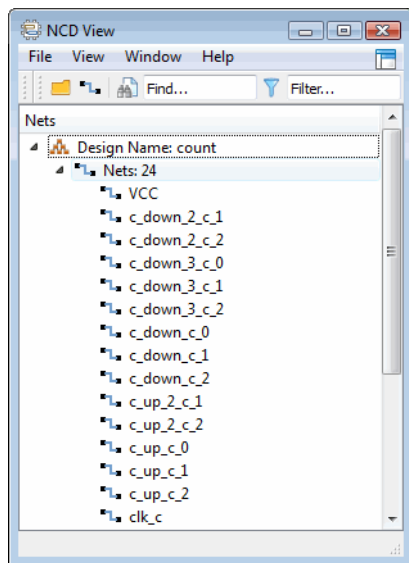 NCD View
File View Window Help
Find... Filter...
Nets
Design Name: count
Nets: 24
VCC
c_down_2_c_1
c_down_2_c_2
c_down_3_c_0
c_down_3_c_1
c_down_3_c_2
c_down_c_0
c_down_c_1
c_down_c_2
c_up_2_c_1
c_up_2_c_2
c_up_c_0
c_up_c_1
c_up_c_2
clk_c